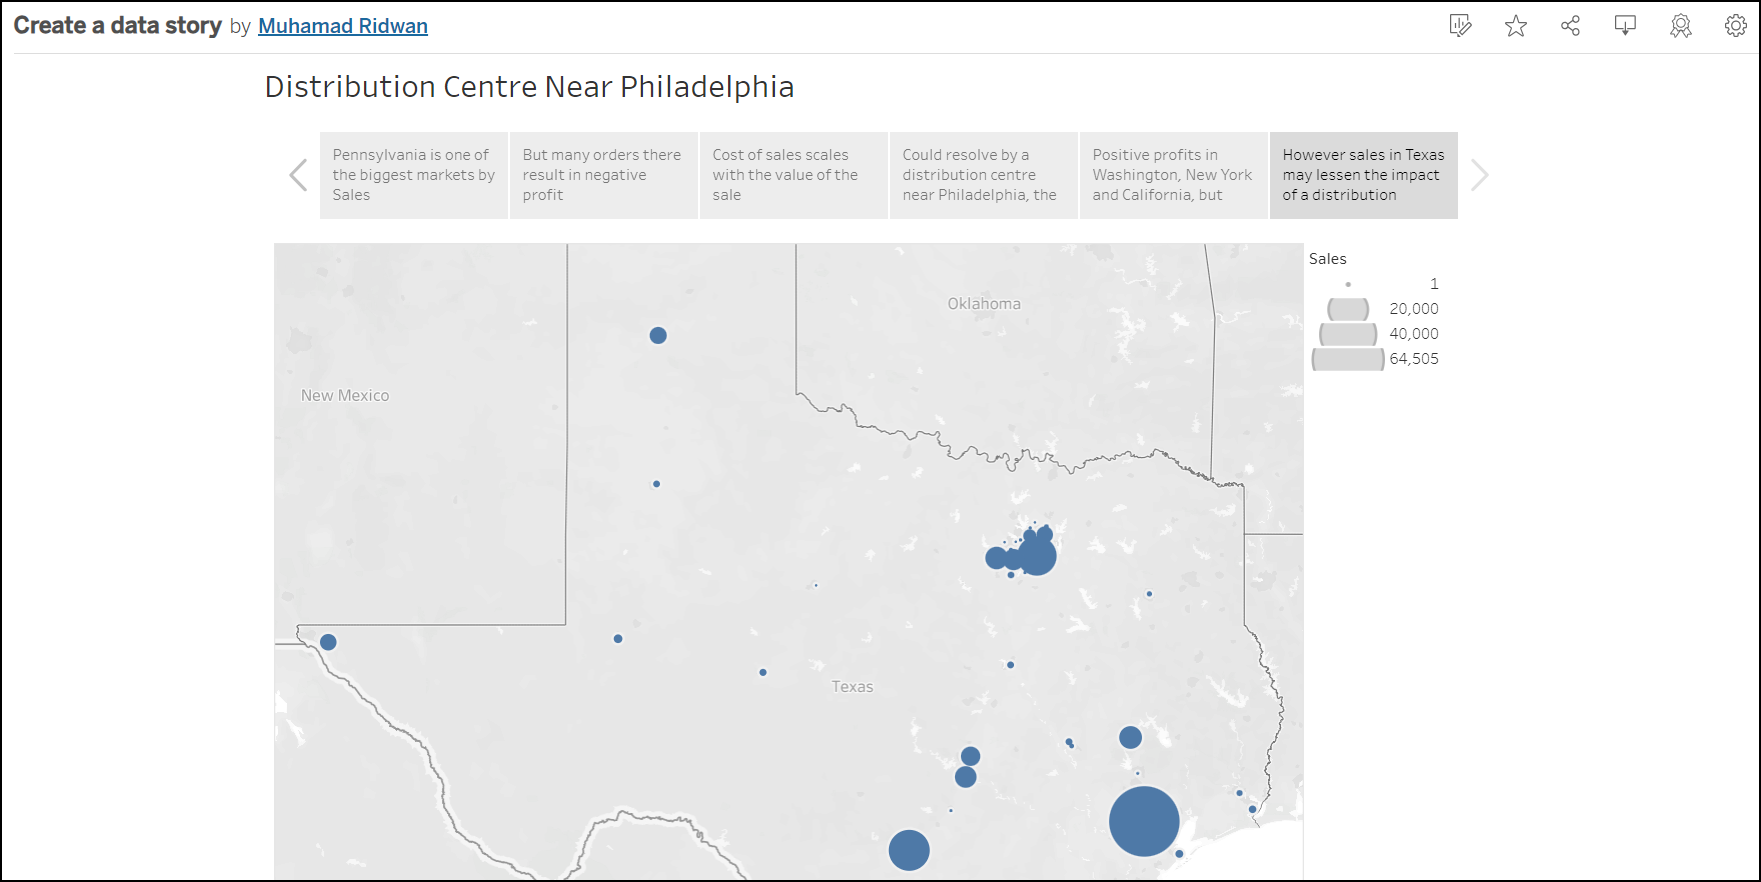 Create a data story by Muhamad Ridwan
Distribution Centre Near Philadelphia
Pennsylvania is one of
the biggest markets by
Sales
But many orders there
result in negative
profit
Cost of sales scales
with the value of the
sale
Could resolve by a
distribution centre
near Philadelphia, the
Positive profits in
Washington, New York
and California, but
However sales in Texas
may lessen the impact
of a distribution
Sales
1
20,000
40,000
64,505
Oklahoma
New Mexico
Texas